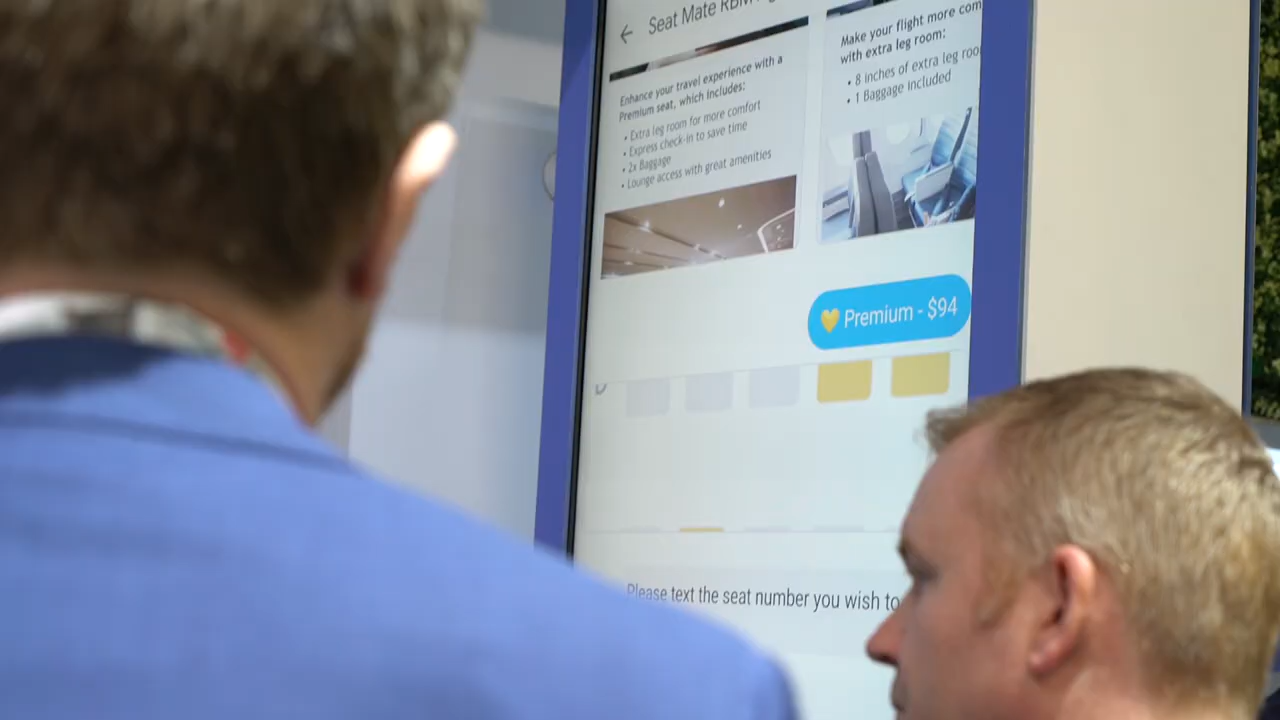 Seat Mate RBM
Enhance your travel experience with a
Premium seat, which includes:
• Extra leg room for more comfort
• Express check-in to save time
• 2x Baggage
• Lounge access with great amenities
Make your flight more com
with extra leg room:
• 8 inches of extra leg roo
• 1 Baggage Included
💛 Premium - $94
Please text the seat number you wish to